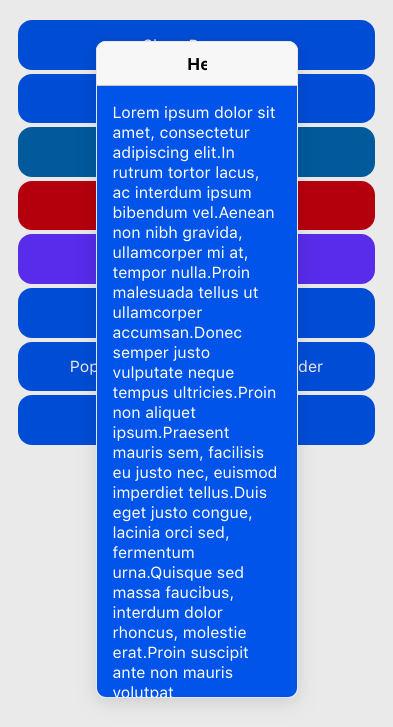 He
Lorem ipsum dolor sit
amet, consectetur
adipiscing elit.In
rutrum tortor lacus,
ac interdum ipsum
bibendum vel.Aenean
non nibh gravida,
ullamcorper mi at,
tempor nulla.Proin
malesuada tellus ut
ullamcorper
accumsan.Donec
semper justo
vulputate neque
tempus ultricies.Proin
non aliquet
ipsum.Praesent
mauris sem, facilisis
eu justo nec, euismod
imperdiet tellus.Duis
eget justo congue,
lacinia orci sed,
fermentum
urna.Quisque sed
massa faucibus,
interdum dolor
rhoncus, molestie
erat.Proin suscipit
ante non mauris
volutpat
Pop
der